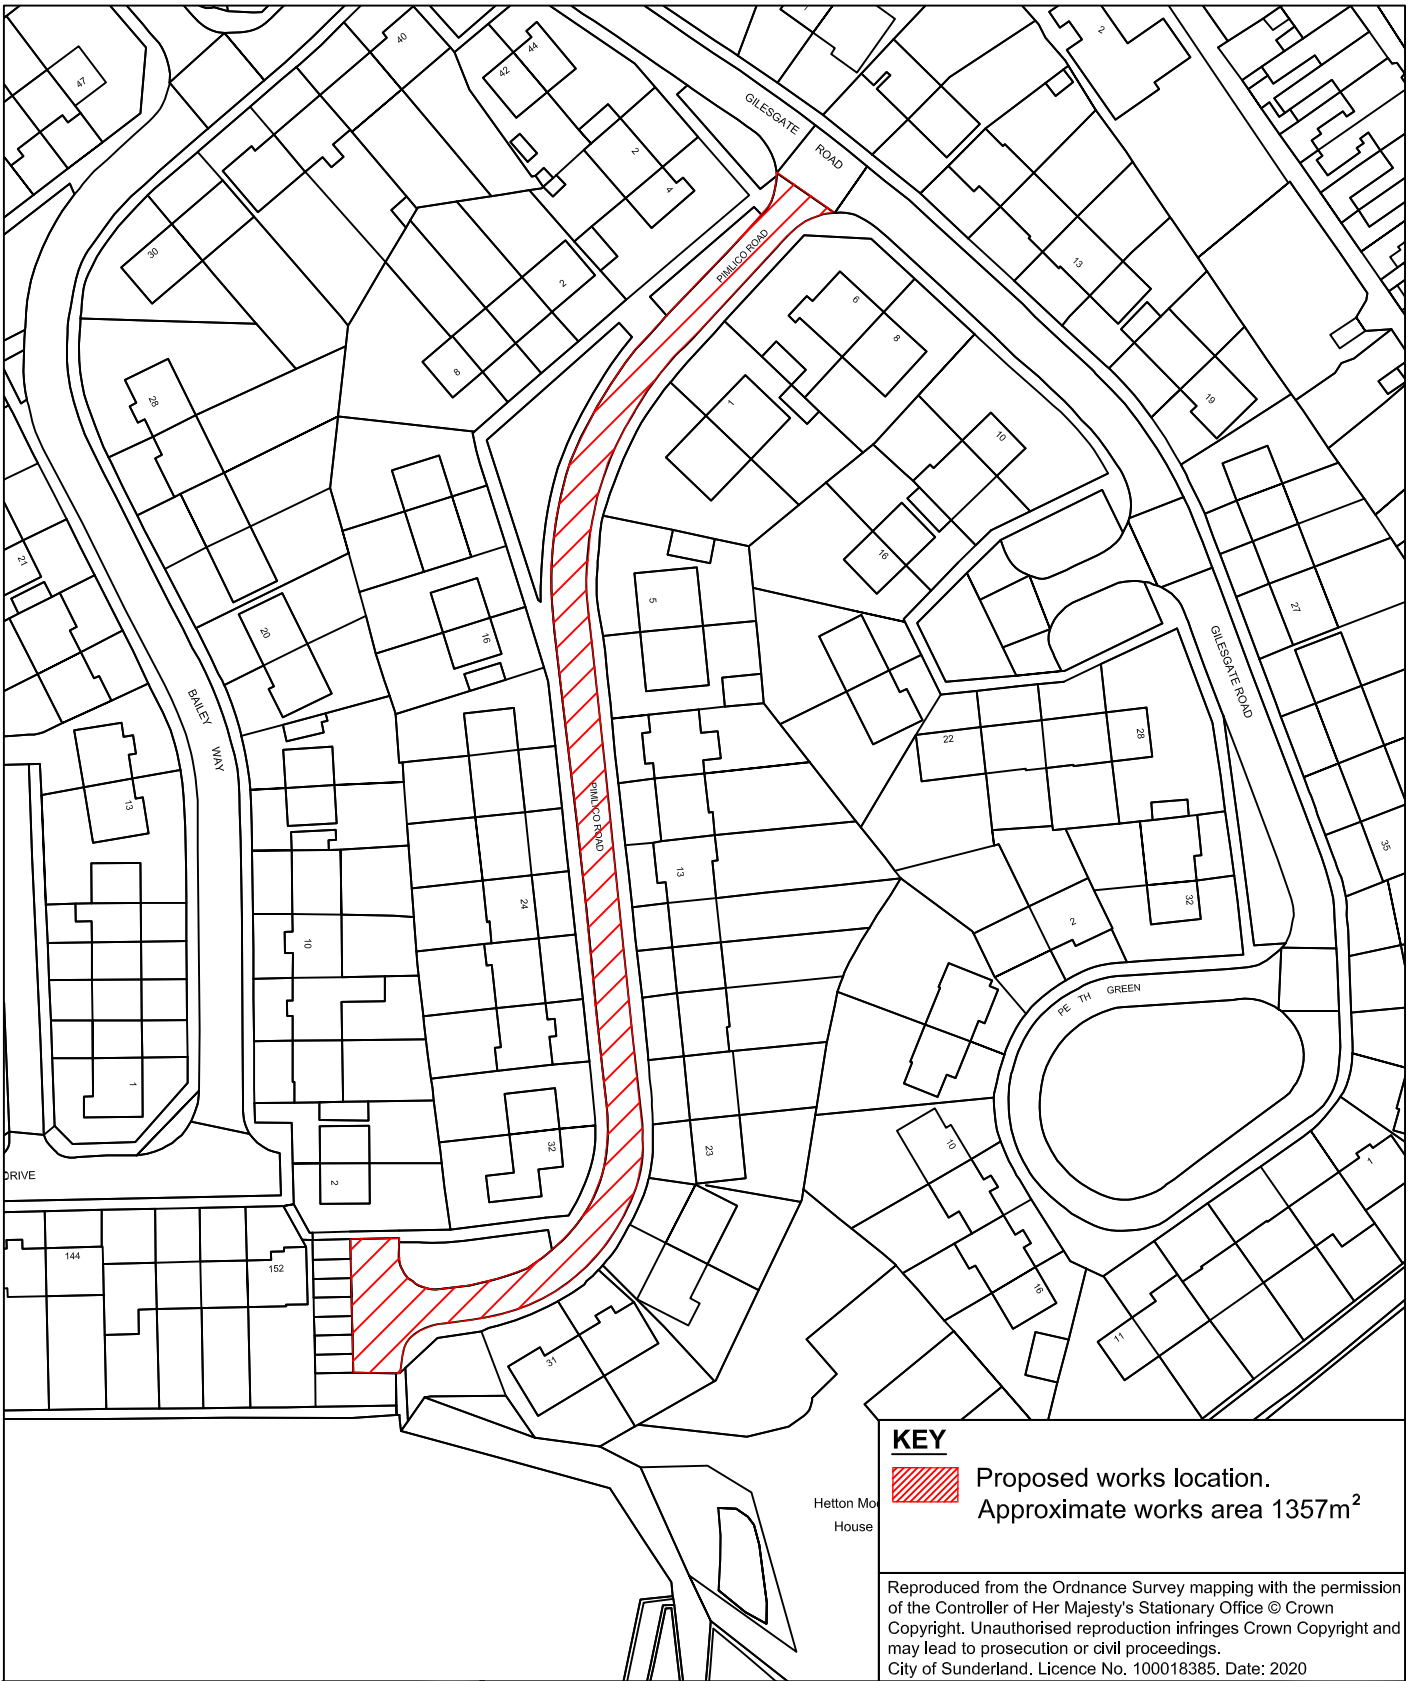 47
40
42
44
2
GILESGATE
ROAD
2
4
30
2
8
PIMLICO ROAD
13
6
8
28
1
19
10
21
16
5
27
20
16
GILESGATE ROAD
BAILEY
WAY
22
28
13
PIMLICO ROAD
35
13
24
32
2
10
PE TH GREEN
1
32
23
10
1
DRIVE
2
144
152
16
11
31
KEY
Proposed works location.
Approximate works area 1357m²
Hetton Mo
House
Reproduced from the Ordnance Survey mapping with the permission
of the Controller of Her Majesty's Stationary Office © Crown
Copyright. Unauthorised reproduction infringes Crown Copyright and
may lead to prosecution or civil proceedings.
City of Sunderland. Licence No. 100018385. Date: 2020